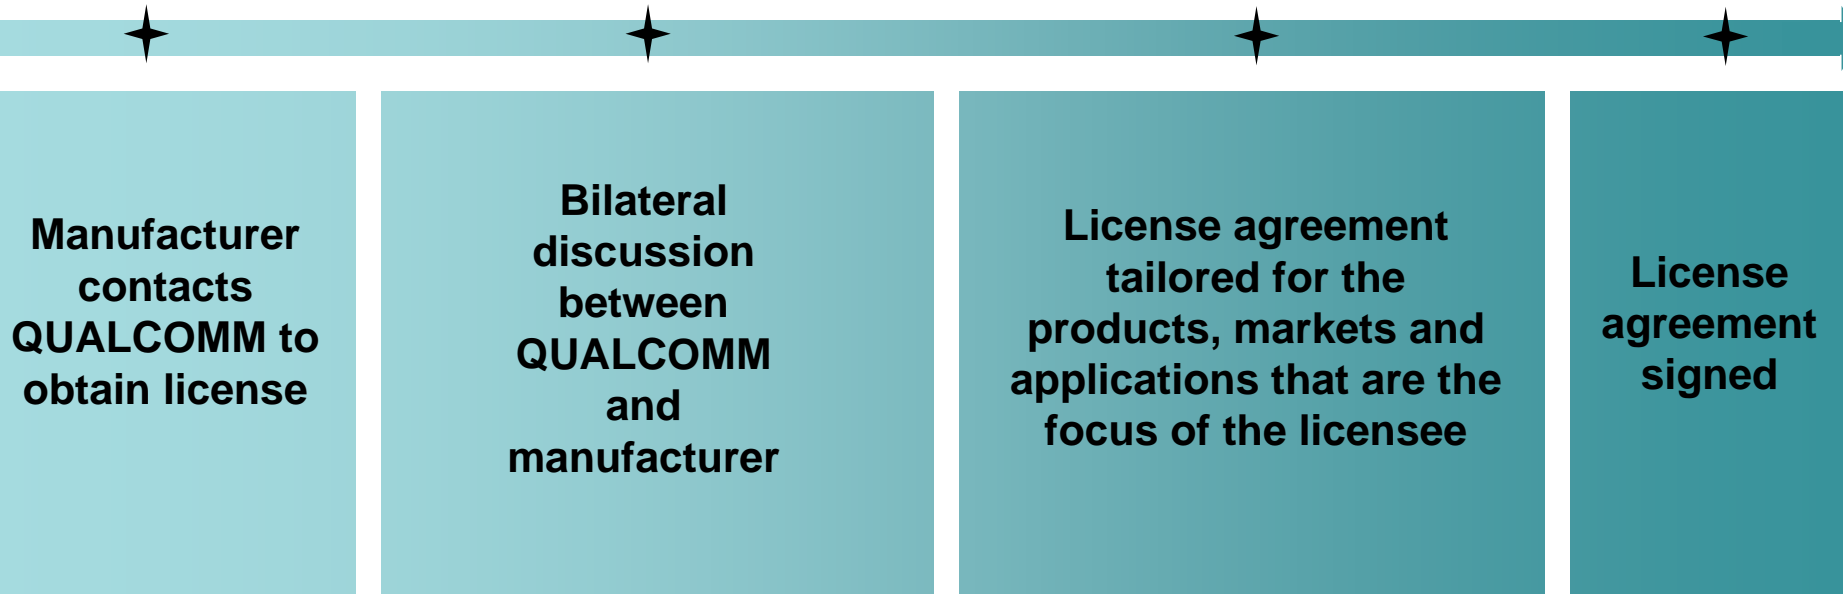 Manufacturer
contacts
QUALCOMM to
obtain license
Bilateral
discussion
between
QUALCOMM
and
manufacturer
License agreement
tailored for the
products, markets and
applications that are the
focus of the licensee
License
agreement
signed